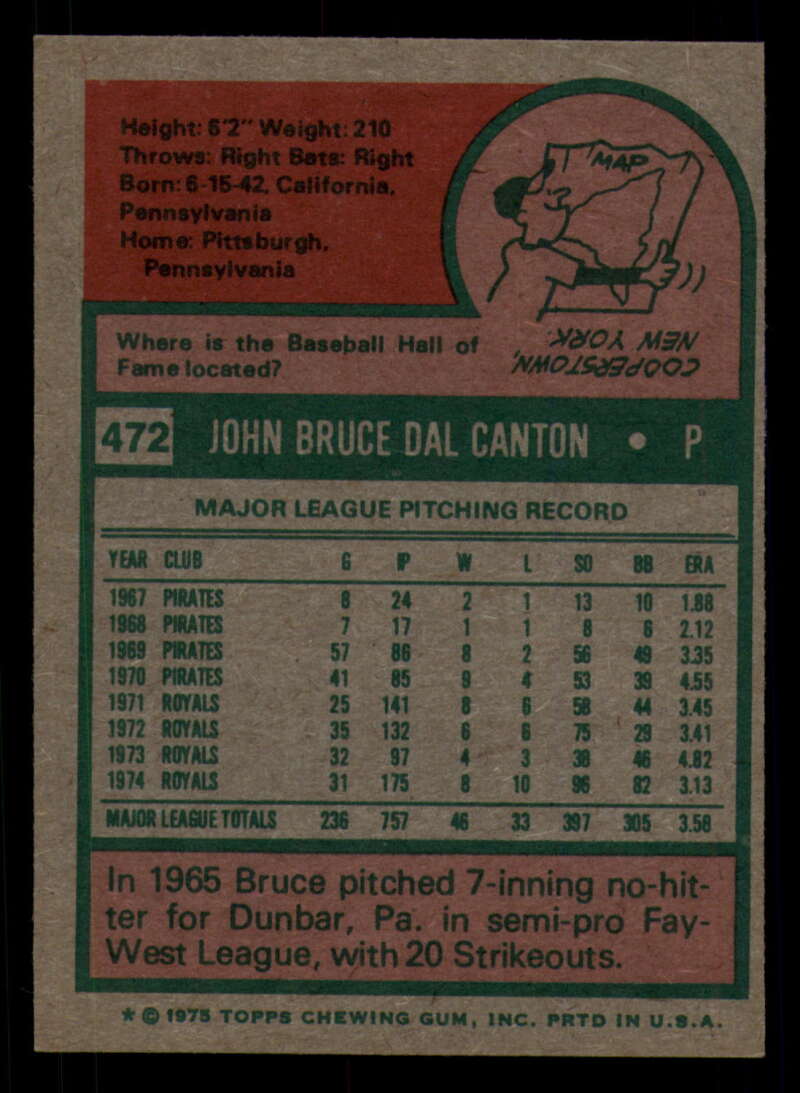 Height: 6'2" Weight: 210
Throws: Right Bats: Right
Born: 6-15-42, California,
Pennsylvania
Home: Pittsburgh,
Pennsylvania
MAP
Where is the Baseball Hall of
Fame located?
COOPERSTOWN,
NEW YORK.
472 JOHN BRUCE DAL CANTON • P
MAJOR LEAGUE PITCHING RECORD
YEAR CLUB G IP W L SO BB ERA
1967 PIRATES 8 24 2 1 13 10 1.88
1968 PIRATES 7 17 1 1 8 6 2.12
1969 PIRATES 57 86 8 2 56 49 3.35
1970 PIRATES 41 85 9 4 53 39 4.55
1971 ROYALS 25 141 8 6 58 44 3.45
1972 ROYALS 35 132 6 6 75 29 3.41
1973 ROYALS 32 97 4 3 38 46 4.82
1974 ROYALS 31 175 8 10 96 82 3.13
MAJOR LEAGUE TOTALS 236 757 46 33 397 305 3.58
In 1965 Bruce pitched 7-inning no-hit-
ter for Dunbar, Pa. in semi-pro Fay-
West League, with 20 Strikeouts.
* © 1975 TOPPS CHEWING GUM, INC. PRTD IN U.S.A.